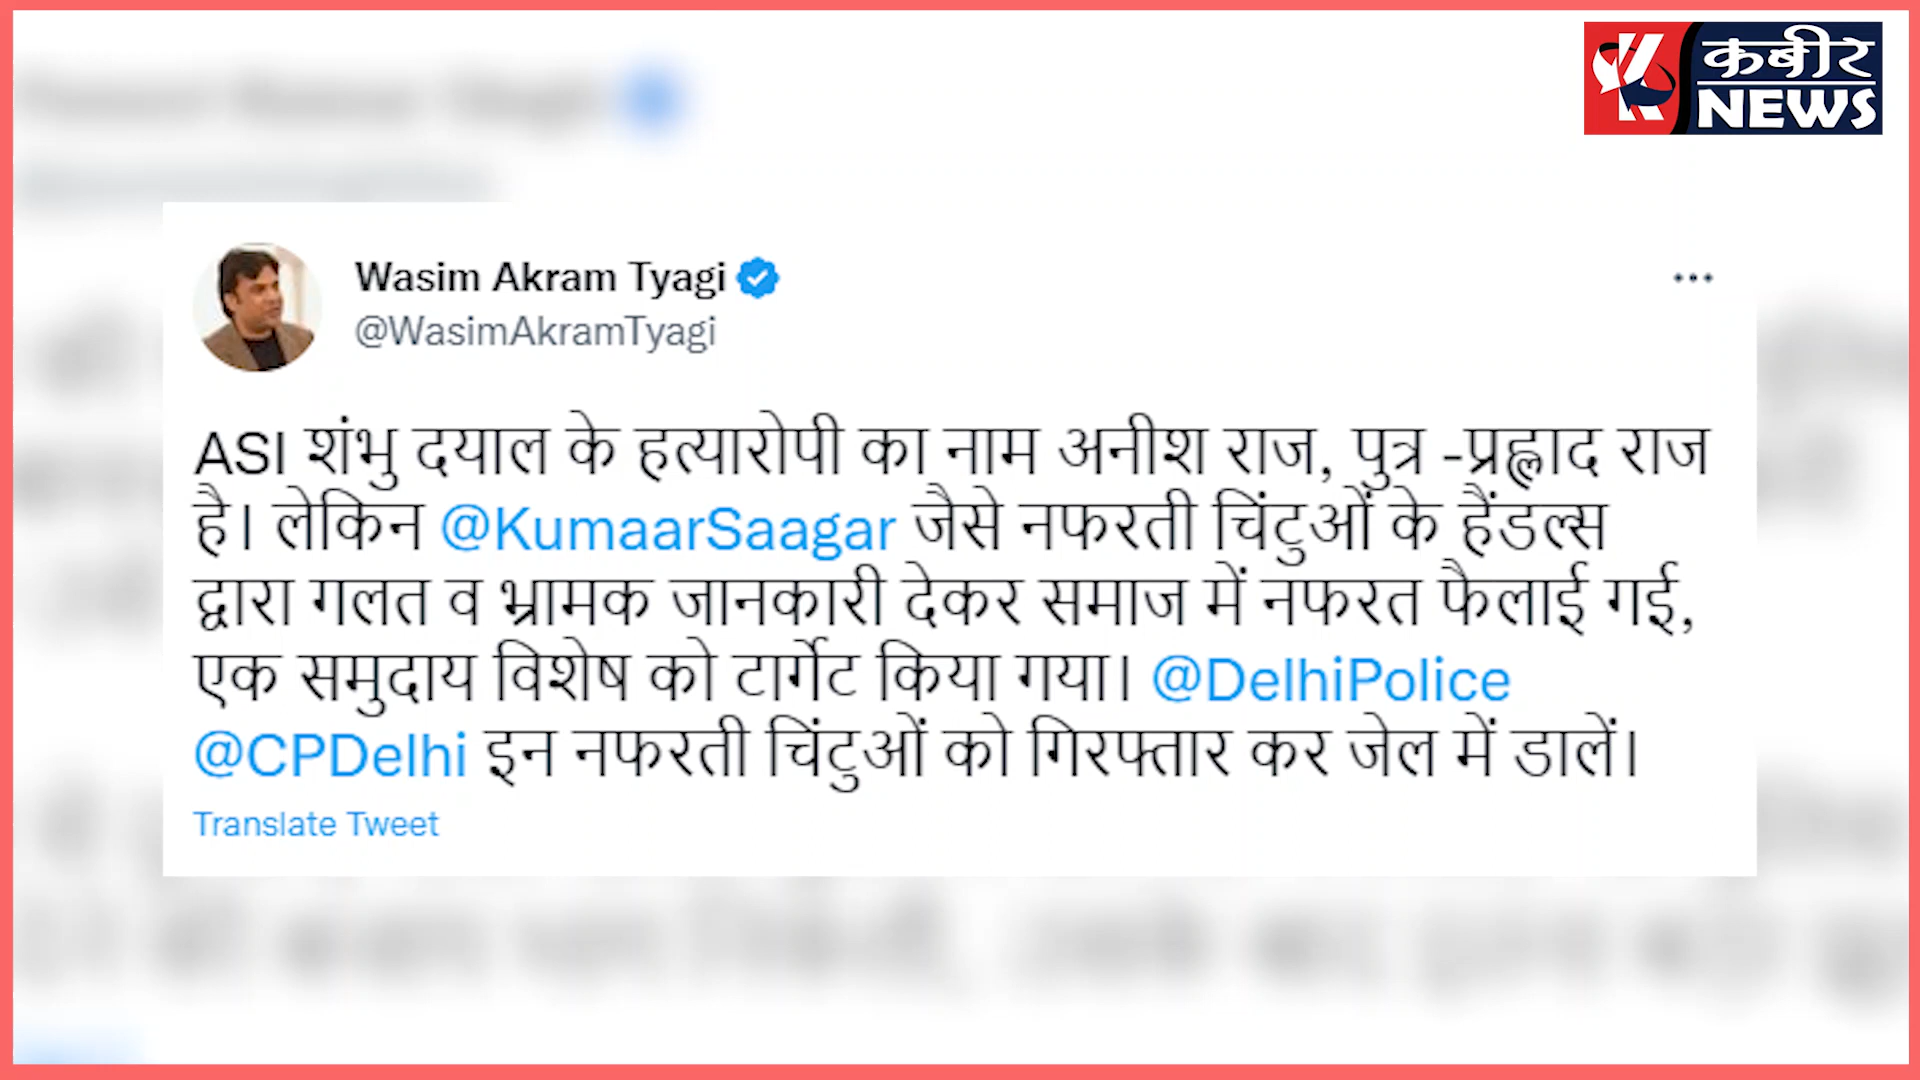 कबीर
NEWS
Wasim Akram Tyagi
@WasimAkramTyagi
ASI शंभु दयाल के हत्यारोपी का नाम अनीश राज, पुत्र -प्रह्लाद राज
है। लेकिन @KumaarSaagar जैसे नफरती चिंटुओं के हैंडल्स
द्वारा गलत व भ्रामक जानकारी देकर समाज में नफरत फैलाई गई,
एक समुदाय विशेष को टार्गेट किया गया। @DelhiPolice
@CPDelhi इन नफरती चिंटुओं को गिरफ्तार कर जेल में डालें।
Translate Tweet